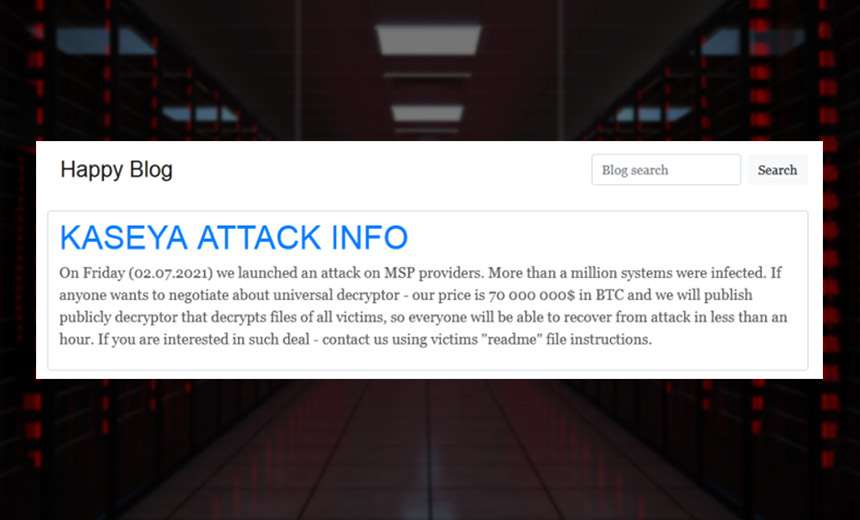 Happy Blog
Blog search
Search
KASEYA ATTACK INFO
On Friday (02.07.2021) we launched an attack on MSP providers. More than a million systems were infected. If
anyone wants to negotiate about universal decryptor - our price is 70 000 000$ in BTC and we will publish
publicly decryptor that decrypts files of all victims, so everyone will be able to recover from attack in less than an
hour. If you are interested in such deal - contact us using victims "readme" file instructions.